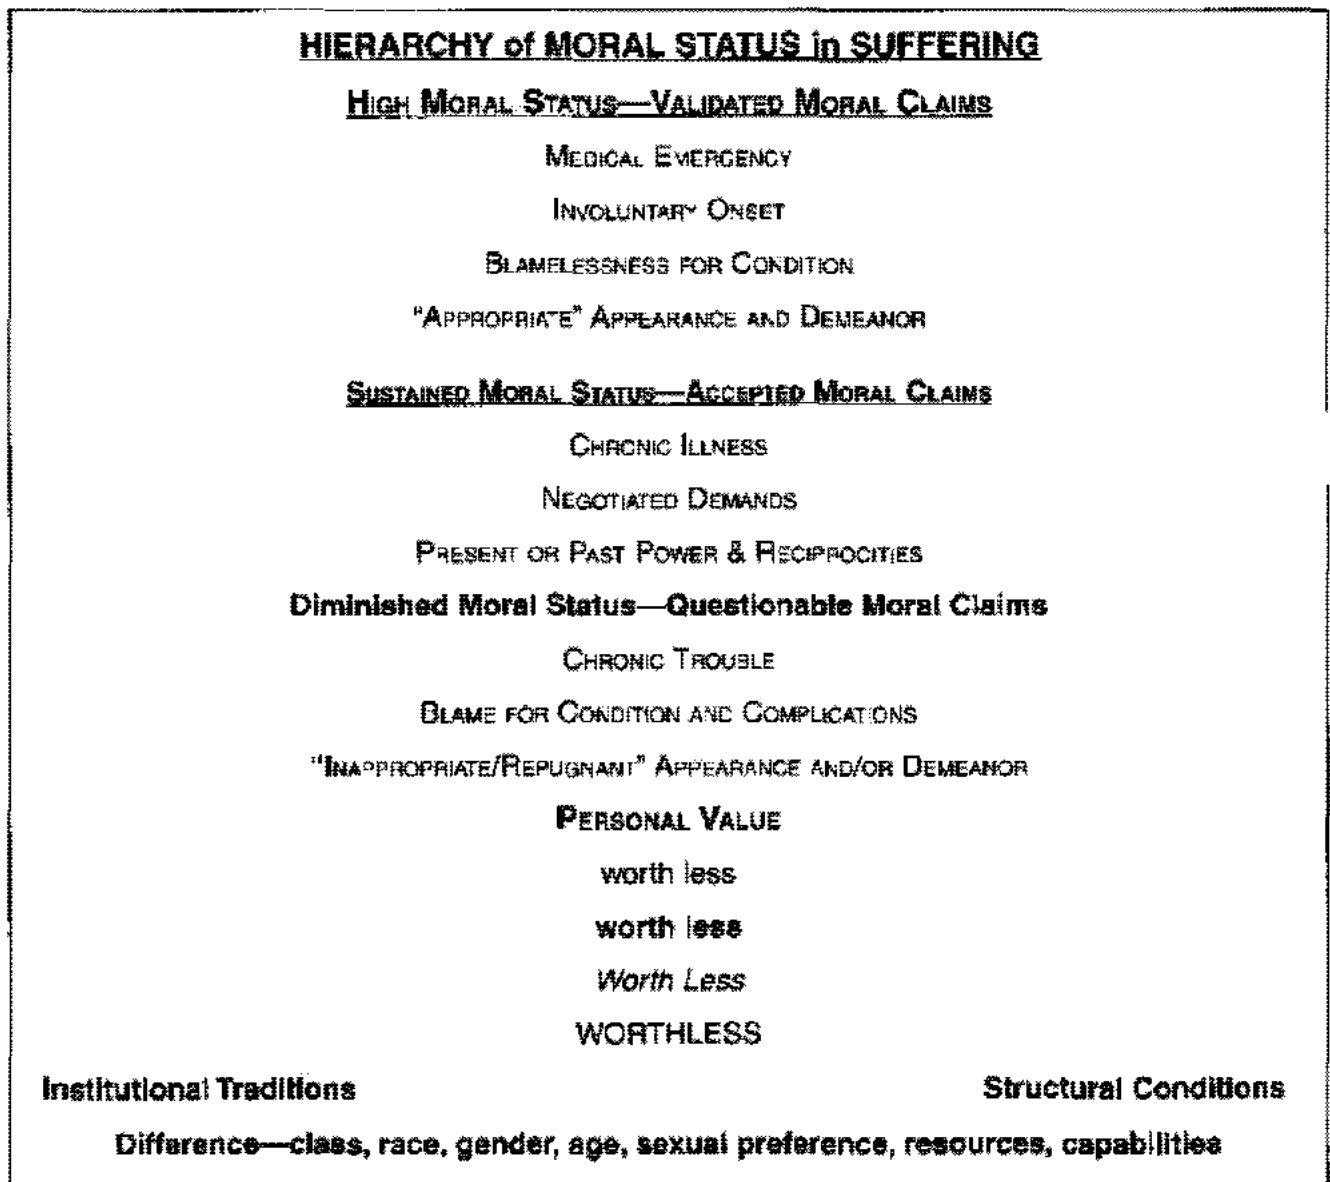 HIERARCHY of MORAL STATUS in SUFFERING
HIGH MORAL STATUS—VALIDATED MORAL CLAIMS
MEDICAL EMERGENCY
INVOLUNTARY ONSET
BLAMELESSNESS FOR CONDITION
"APPROPRIATE" APPEARANCE AND DEMEANOR
SUSTAINED MORAL STATUS—ACCEPTED MORAL CLAIMS
CHRONIC ILLNESS
NEGOTIATED DEMANDS
PRESENT OR PAST POWER & RECIPROCITIES
Diminished Moral Status—Questionable Moral Claims
CHRONIC TROUBLE
BLAME FOR CONDITION AND COMPLICATIONS
"INAPPROPRIATE/REPUGNANT" APPEARANCE AND/OR DEMEANOR
PERSONAL VALUE
worth less
worth less
Worth Less
WORTHLESS
Institutional Traditions Structural Conditions
Difference—class, race, gender, age, sexual preference, resources, capabilities